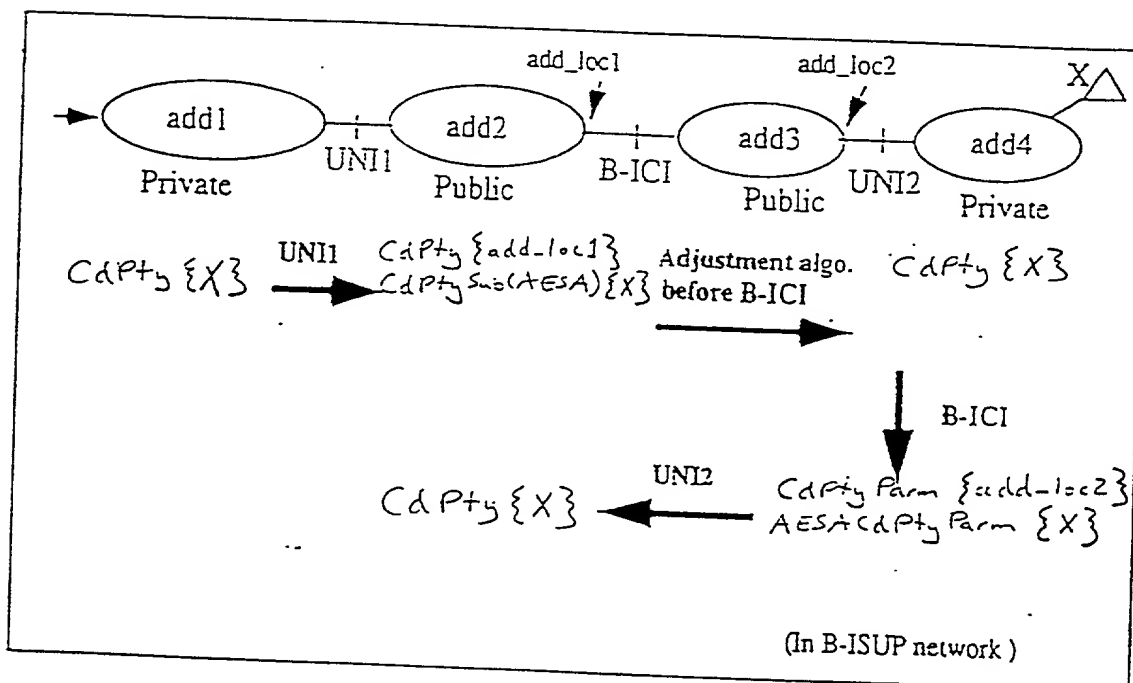 add_loc1
add_loc2
X
add1
add2
add3
add4
UNI1
B-ICI
UNI2
Private
Public
Public
Private
CdPty {X}
UNI1
CdPty {add-loc1}
CdPtySub(AESA){X}
Adjustment algo.
before B-ICI
CdPty {X}
B-ICI
CdPty {X}
UNI2
CdPty Parm {add-loc2}
AESACdPty Parm {X}
(In B-ISUP network )